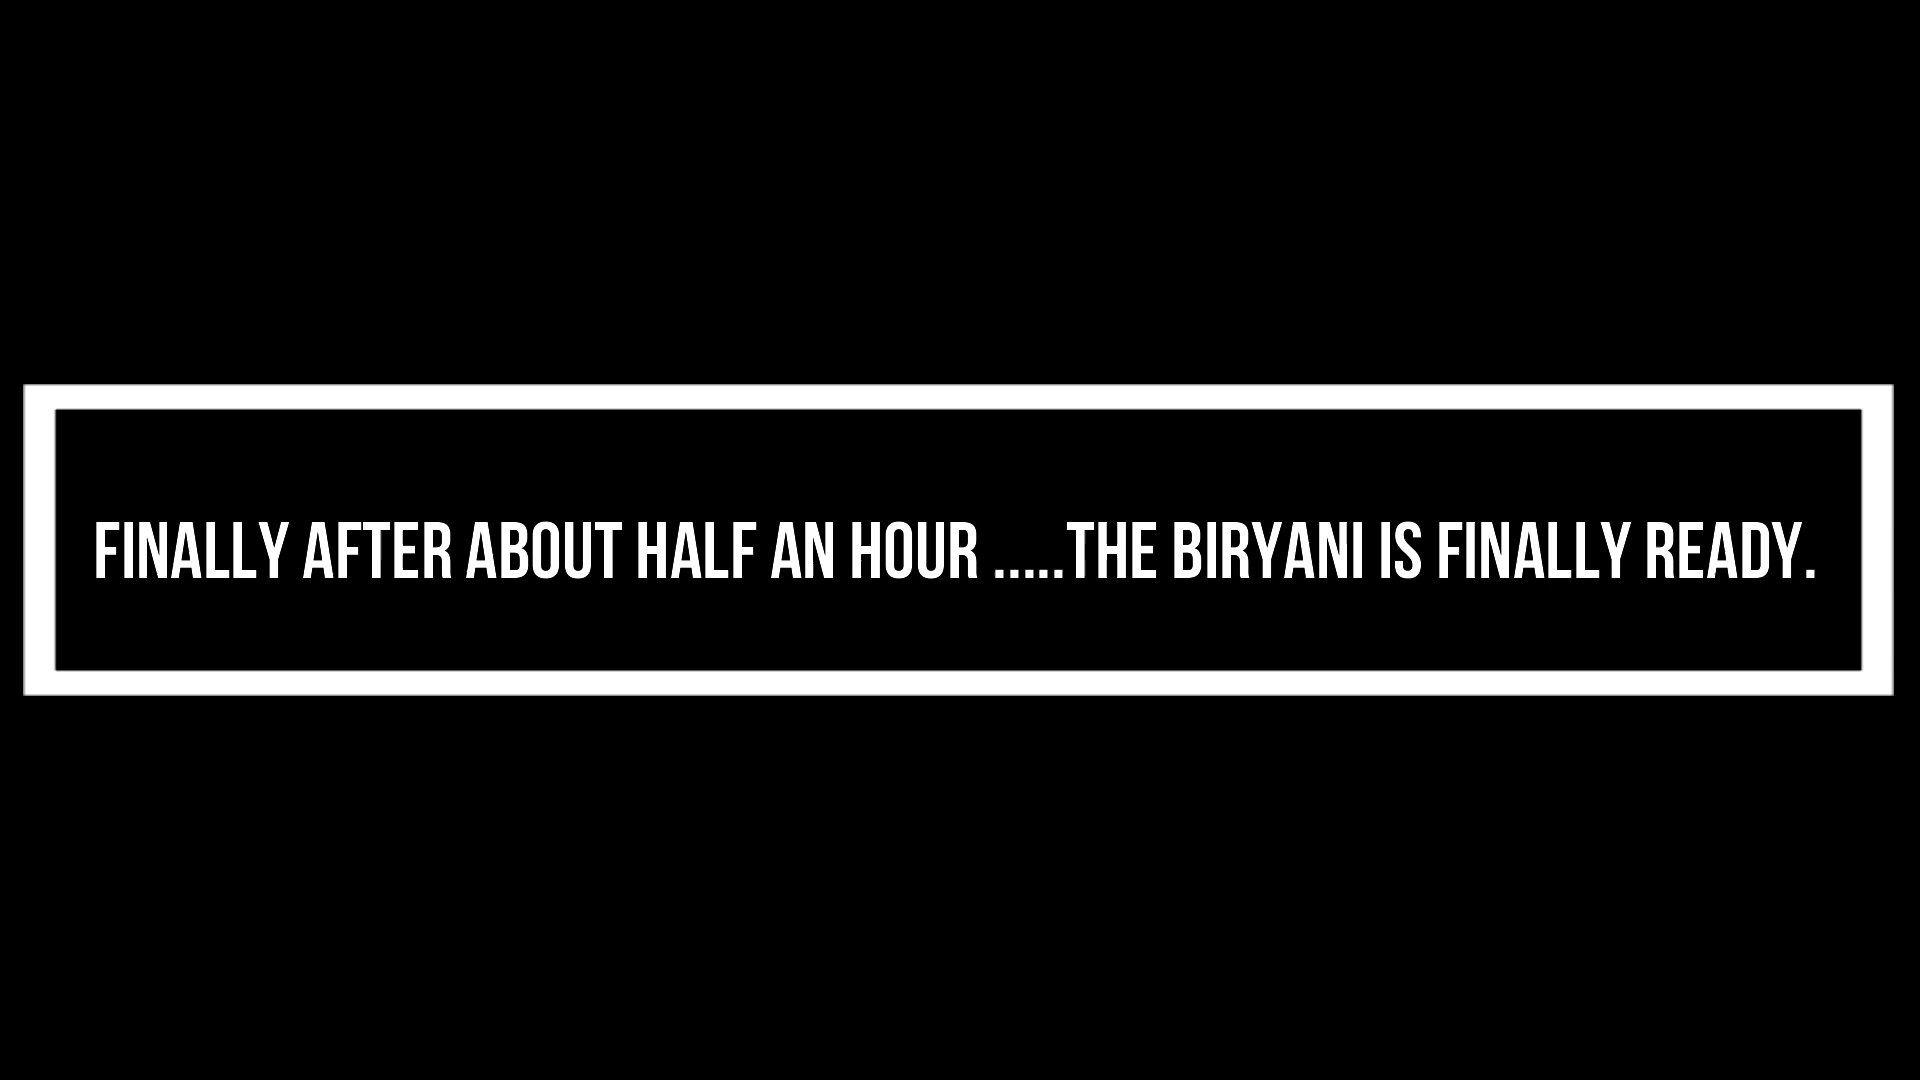 FINALLY AFTER ABOUT HALF AN HOUR .....THE BIRYANI IS FINALLY READY.